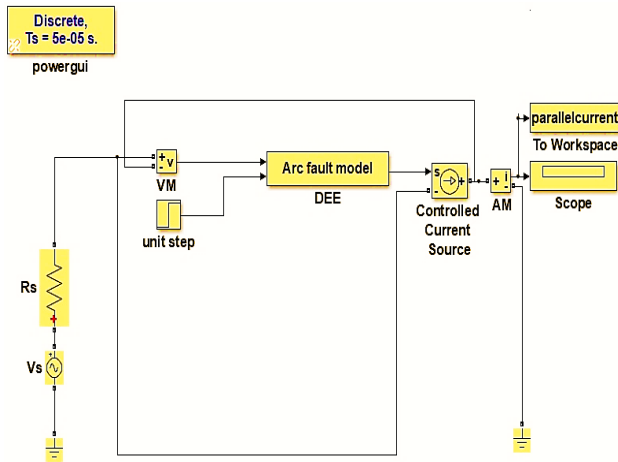 Discrete,
Ts = 5e-05 s.
powergui
parallelcurrent
To Workspace
+
-
v
VM
Arc fault model
DEE
s
-
+
Controlled
Current
Source
+
i
-
AM
Scope
unit step
Rs
+
Vs
+